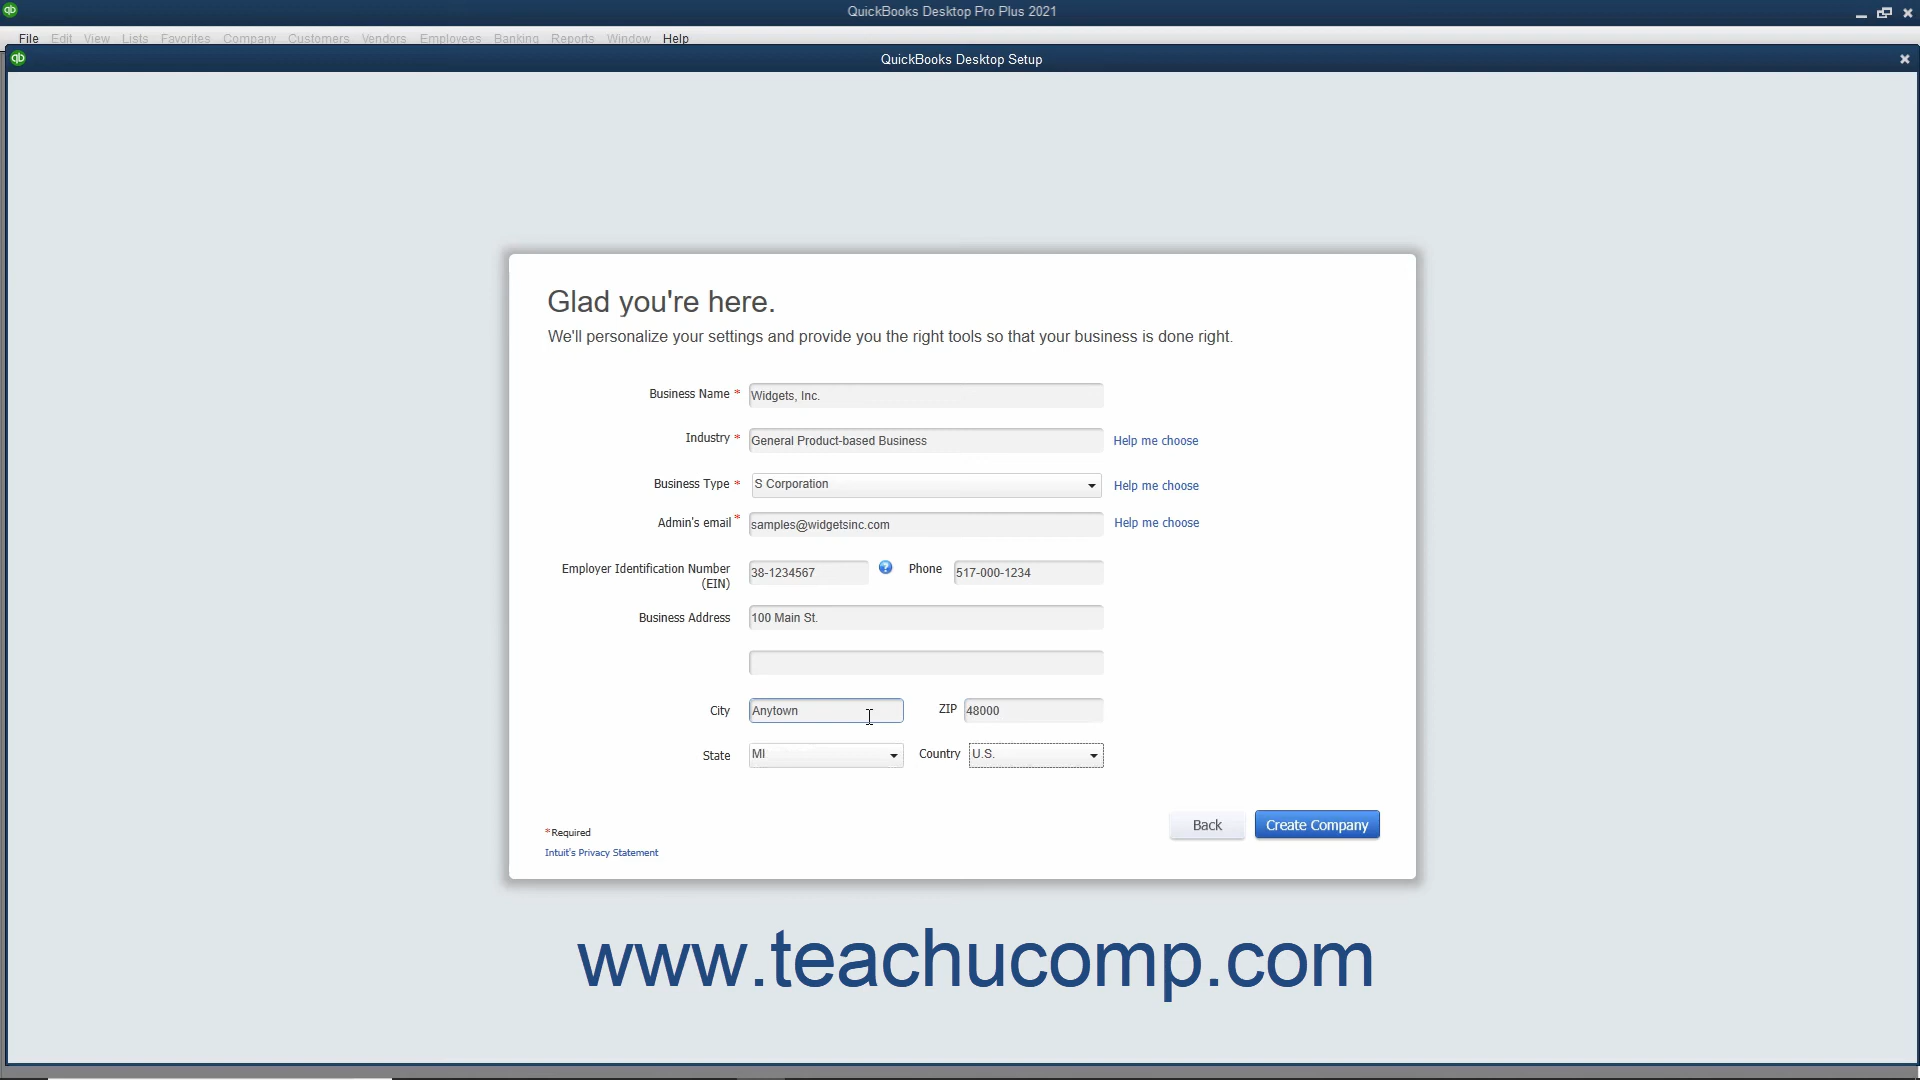 qb QuickBooks Desktop Pro Plus 2021
File Edit View Lists Favorites Company Customers Vendors Employees Banking Reports Window Help
qb QuickBooks Desktop Setup
Glad you're here.
We'll personalize your settings and provide you the right tools so that your business is done right.
Business Name * Widgets, Inc.
Industry * General Product-based Business Help me choose
Business Type * S Corporation Help me choose
Admin's email * samples@widgetsinc.com Help me choose
Employer Identification Number (EIN) 38-1234567 ? Phone 517-000-1234
Business Address 100 Main St.
City Anytown ZIP 48000
State MI Country U.S.
Back Create Company
*Required
Intuit's Privacy Statement
www.teachucomp.com